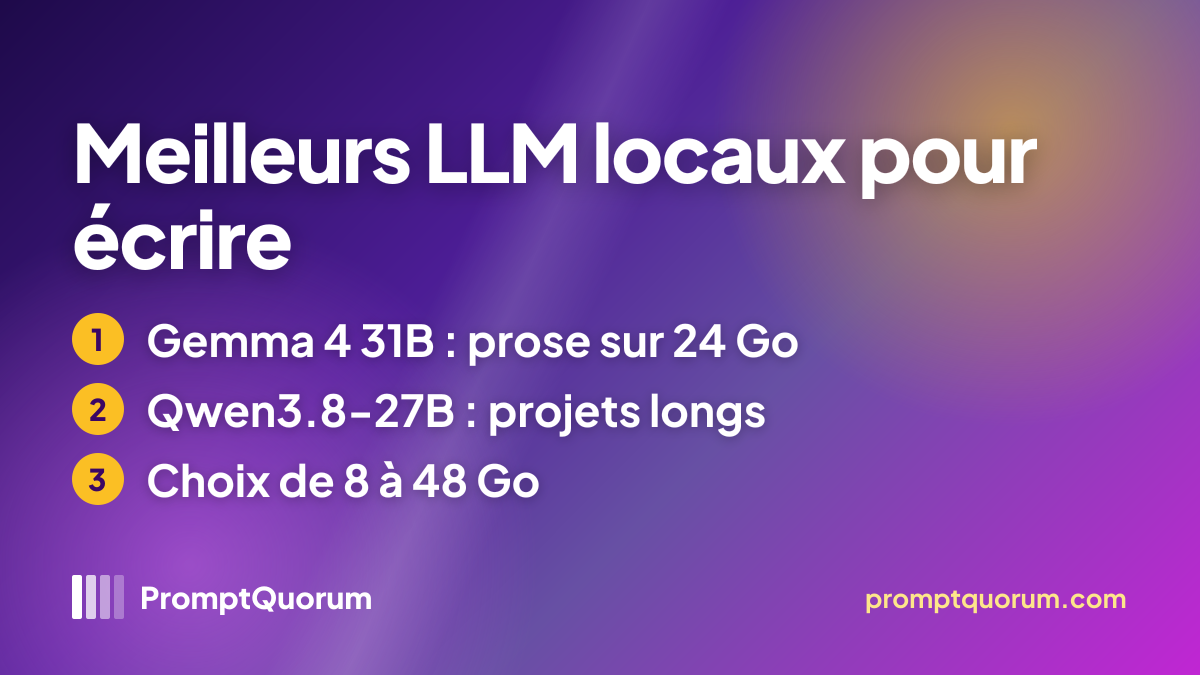 Meilleurs LLM locaux pour
écrire
1 Gemma 4 31B : prose sur 24 Go
2 Qwen3.8-27B : projets longs
3 Choix de 8 à 48 Go
PromptQuorum
promptquorum.com